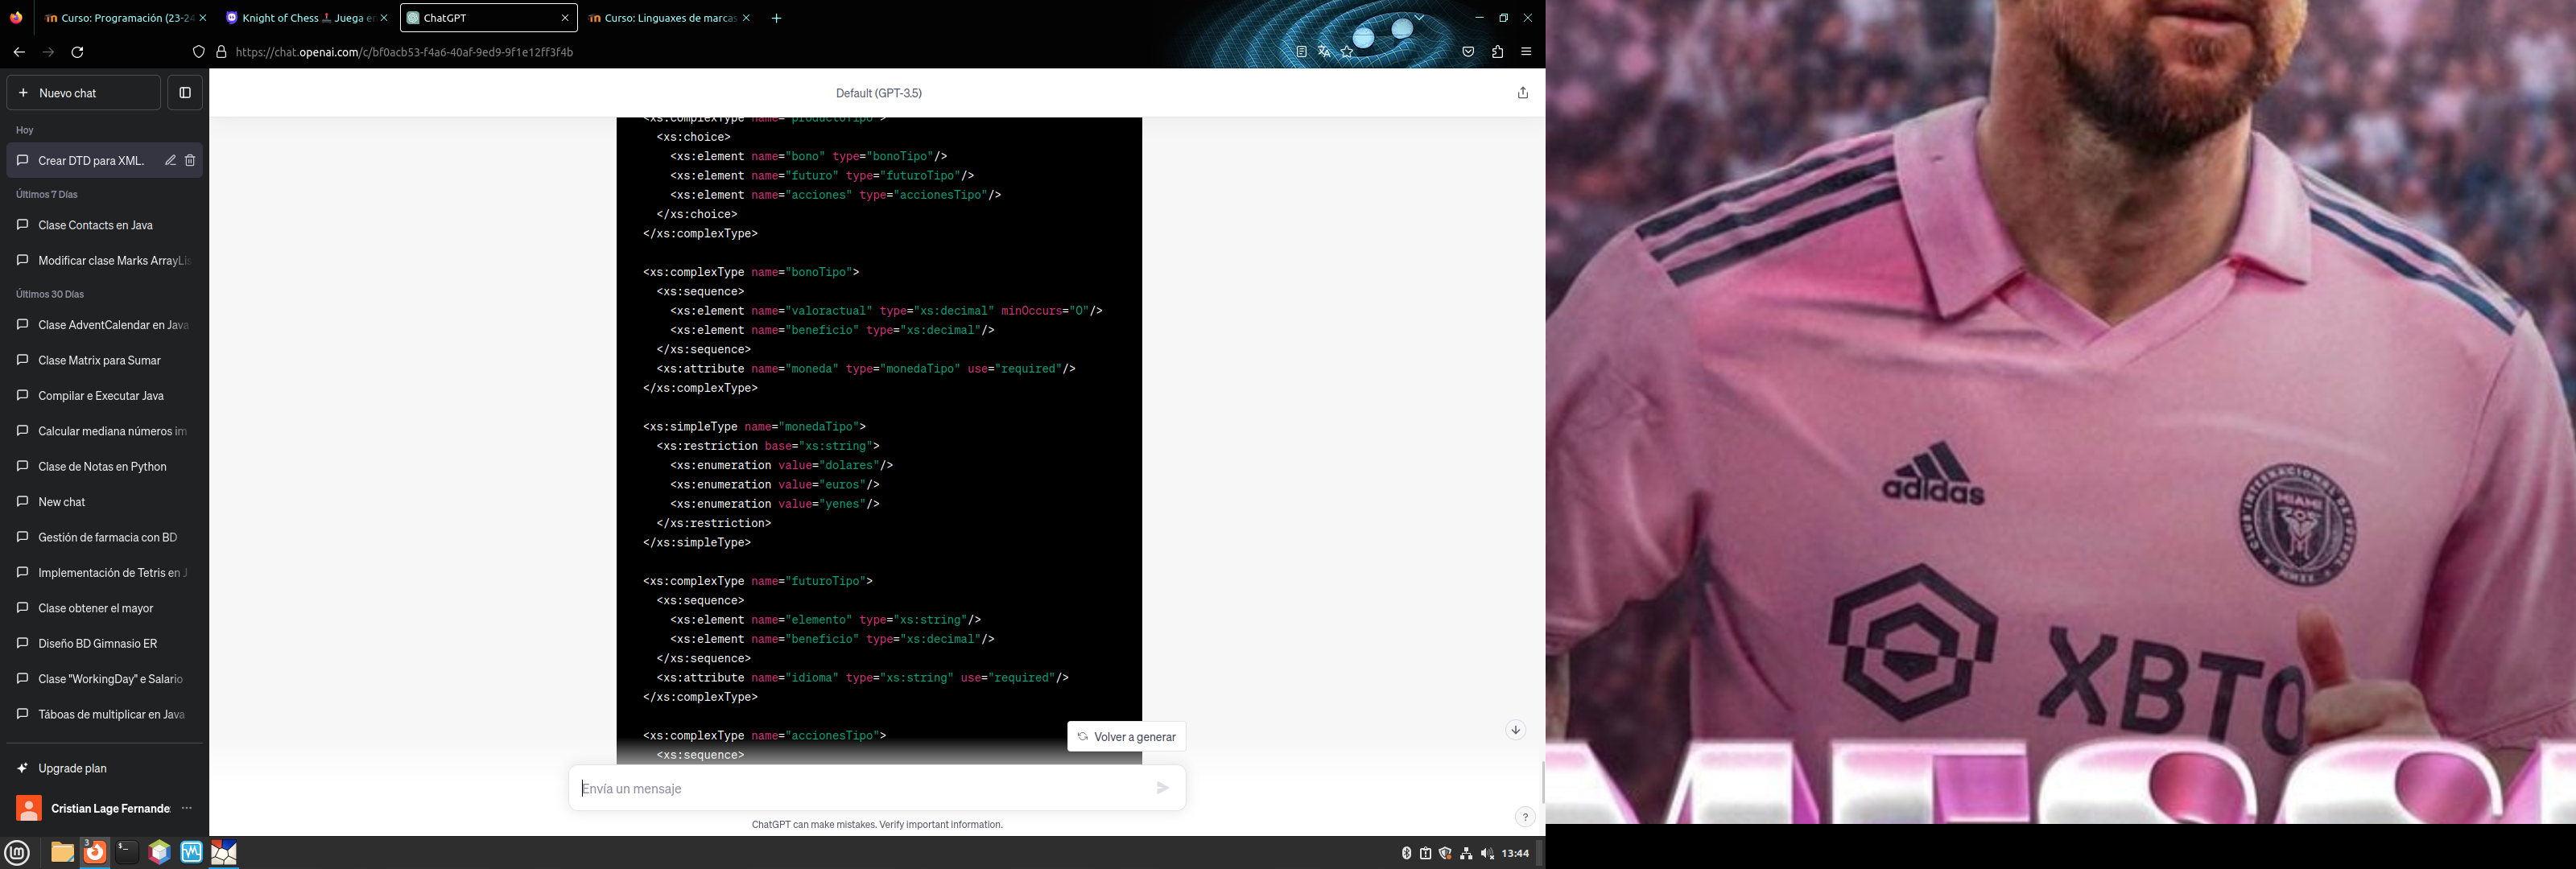 Curso: Programación (23-24
Knight of Chess Juega en
ChatGPT
Curso: Linguaxes de marcas
https://chat.openai.com/c/bf0acb53-f4a6-40af-9ed9-9f1e12ff3f4b
Nuevo chat
Default (GPT-3.5)
Hoy
Crear DTD para XML.
Últimos 7 Días
Clase Contacts en Java
Modificar clase Marks ArrayLis
Últimos 30 Días
Clase AdventCalendar en Java
Clase Matrix para Sumar
Compilar e Executar Java
Calcular mediana números im
Clase de Notas en Python
New chat
Gestión de farmacia con BD
Implementación de Tetris en J
Clase obtener el mayor
Diseño BD Gimnasio ER
Clase "WorkingDay" e Salario
Táboas de multiplicar en Java
Upgrade plan
Cristian Lage Fernande
<xs:complexType name="productoTipo">
<xs:choice>
<xs:element name="bono" type="bonoTipo"/>
<xs:element name="futuro" type="futuroTipo"/>
<xs:element name="acciones" type="accionesTipo"/>
</xs:choice>
</xs:complexType>
<xs:complexType name="bonoTipo">
<xs:sequence>
<xs:element name="valoractual" type="xs:decimal" minOccurs="0"/>
<xs:element name="beneficio" type="xs:decimal"/>
</xs:sequence>
<xs:attribute name="moneda" type="monedaTipo" use="required"/>
</xs:complexType>
<xs:simpleType name="monedaTipo">
<xs:restriction base="xs:string">
<xs:enumeration value="dolares"/>
<xs:enumeration value="euros"/>
<xs:enumeration value="yenes"/>
</xs:restriction>
</xs:simpleType>
<xs:complexType name="futuroTipo">
<xs:sequence>
<xs:element name="elemento" type="xs:string"/>
<xs:element name="beneficio" type="xs:decimal"/>
</xs:sequence>
<xs:attribute name="idioma" type="xs:string" use="required"/>
</xs:complexType>
<xs:complexType name="accionesTipo">
<xs:sequence>
Volver a generar
Envía un mensaje
ChatGPT can make mistakes. Verify important information.
?
3
13:44
adidas
CLUB INTERNACIONAL DE FUTBOL
MIAMI
MMXX
XBTO
MESSI